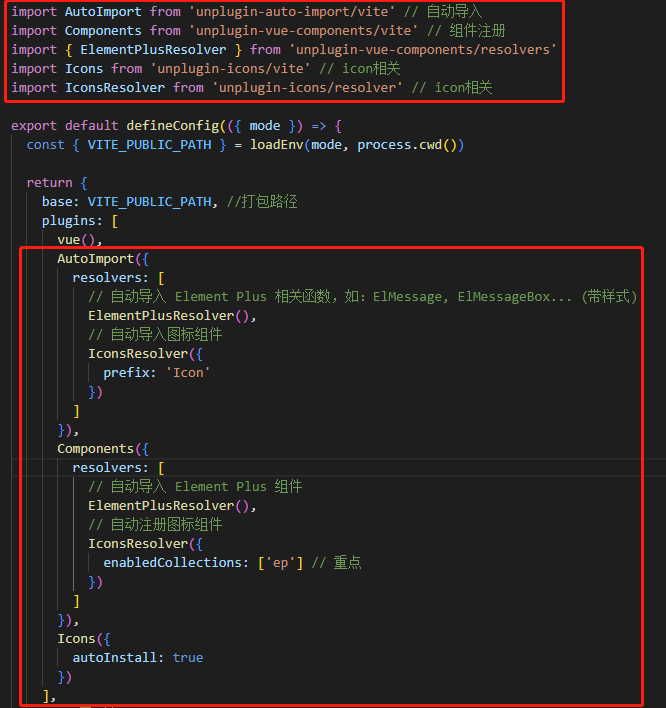 import AutoImport from 'unplugin-auto-import/vite' // 自动导入
import Components from 'unplugin-vue-components/vite' // 组件注册
import { ElementPlusResolver } from 'unplugin-vue-components/resolvers'
import Icons from 'unplugin-icons/vite' // icon相关
import IconsResolver from 'unplugin-icons/resolver' // icon相关
export default defineConfig(({ mode }) => {
const { VITE_PUBLIC_PATH } = loadEnv(mode, process.cwd())
return {
base: VITE_PUBLIC_PATH, //打包路径
plugins: [
vue(),
AutoImport({
resolvers: [
// 自动导入 Element Plus 相关函数，如：ElMessage, ElMessageBox... (带样式)
ElementPlusResolver(),
// 自动导入图标组件
IconsResolver({
prefix: 'Icon'
})
]
}),
Components({
resolvers: [
// 自动导入 Element Plus 组件
ElementPlusResolver(),
// 自动注册图标组件
IconsResolver({
enabledCollections: ['ep'] // 重点
})
]
}),
Icons({
autoInstall: true
})
],